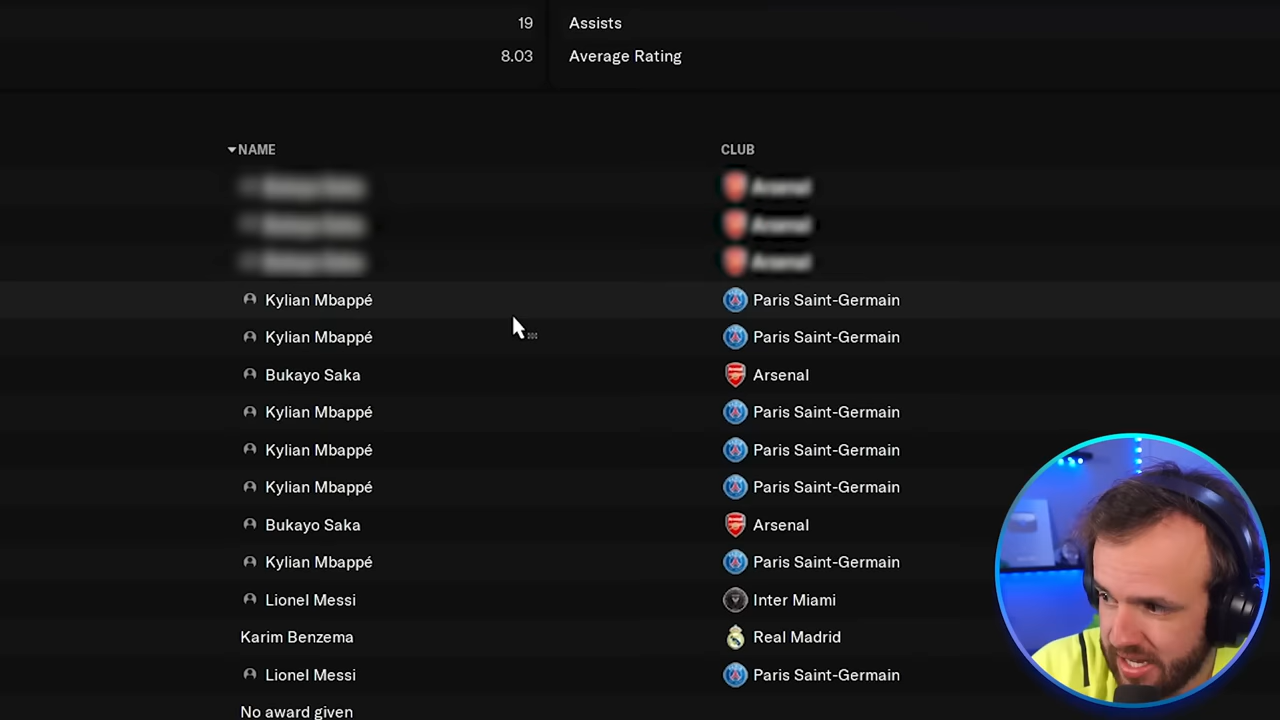 19 Assists
8.03 Average Rating
NAME CLUB
Kylian Mbappé Paris Saint-Germain
Kylian Mbappé Paris Saint-Germain
Bukayo Saka Arsenal
Kylian Mbappé Paris Saint-Germain
Kylian Mbappé Paris Saint-Germain
Kylian Mbappé Paris Saint-Germain
Bukayo Saka Arsenal
Kylian Mbappé Paris Saint-Germain
Lionel Messi Inter Miami
Karim Benzema Real Madrid
Lionel Messi Paris Saint-Germain
No award given